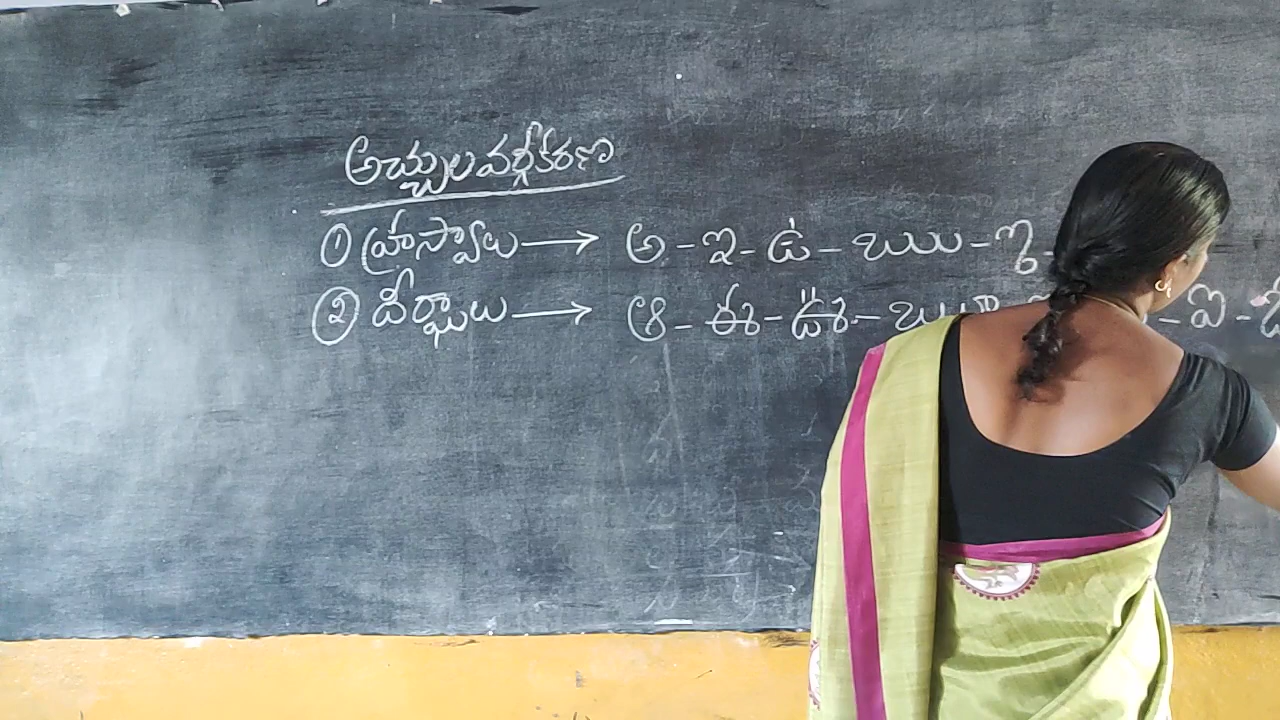 అచ్చుల వర్గీకరణ
① హ్రస్వాలు → అ - ఇ - ఉ - ఋ - ఎ -
② దీర్ఘాలు → ఆ - ఈ - ఊ - ౠ - ఐ -